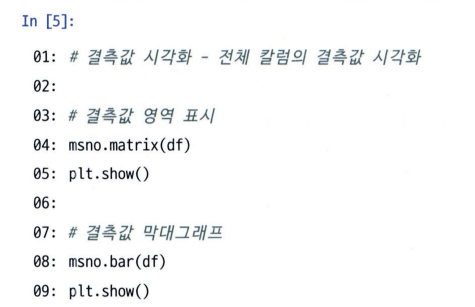 In [5]:
01: # 결측값 시각화 - 전체 칼럼의 결측값 시각화
02:
03: # 결측값 영역 표시
04: msno.matrix(df)
05: plt.show()
06:
07: # 결측값 막대그래프
08: msno.bar(df)
09: plt.show()